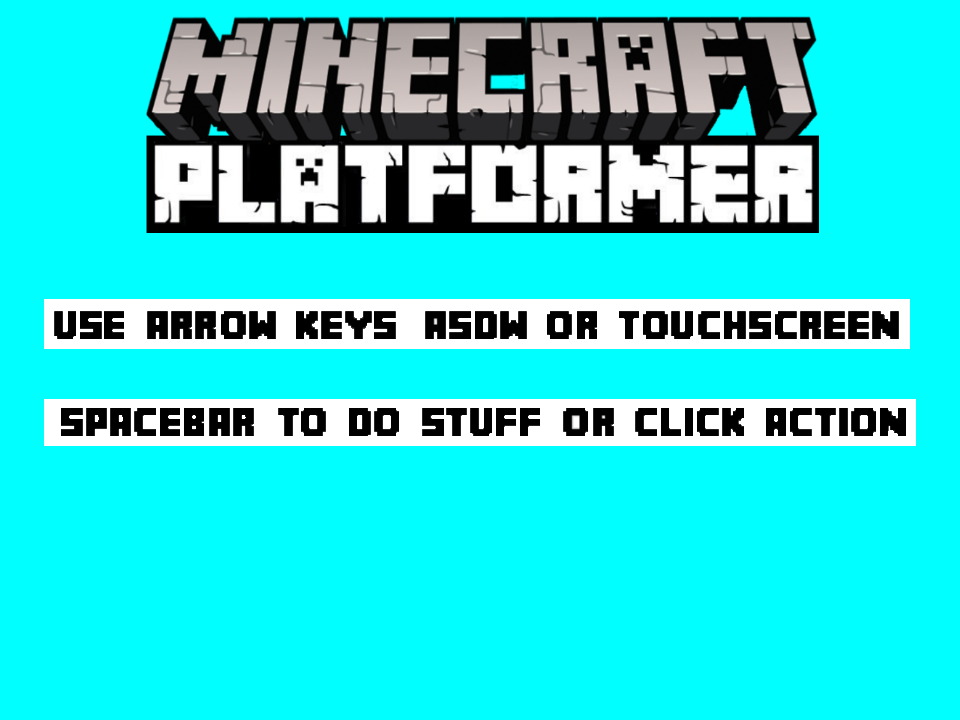 MINECRAFT
PLATFORMER
USE ARROW KEYS ASDW OR TOUCHSCREEN
SPACEBAR TO DO STUFF OR CLICK ACTION